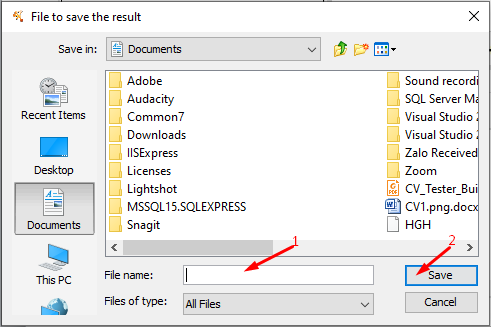 File to save the result
Save in:
Documents
Recent Items
Desktop
Documents
This PC
Adobe
Audacity
Common7
Downloads
IISExpress
Licenses
Lightshot
MSSQL15.SQLEXPRESS
Snagit
Sound recordi
SQL Server Ma
Visual Studio 2
Visual Studio 2
Zalo Received
Zoom
CV_Tester_Bui
CV1.png.docx
HGH
1
2
File name:
Save
Files of type:
All Files
Cancel